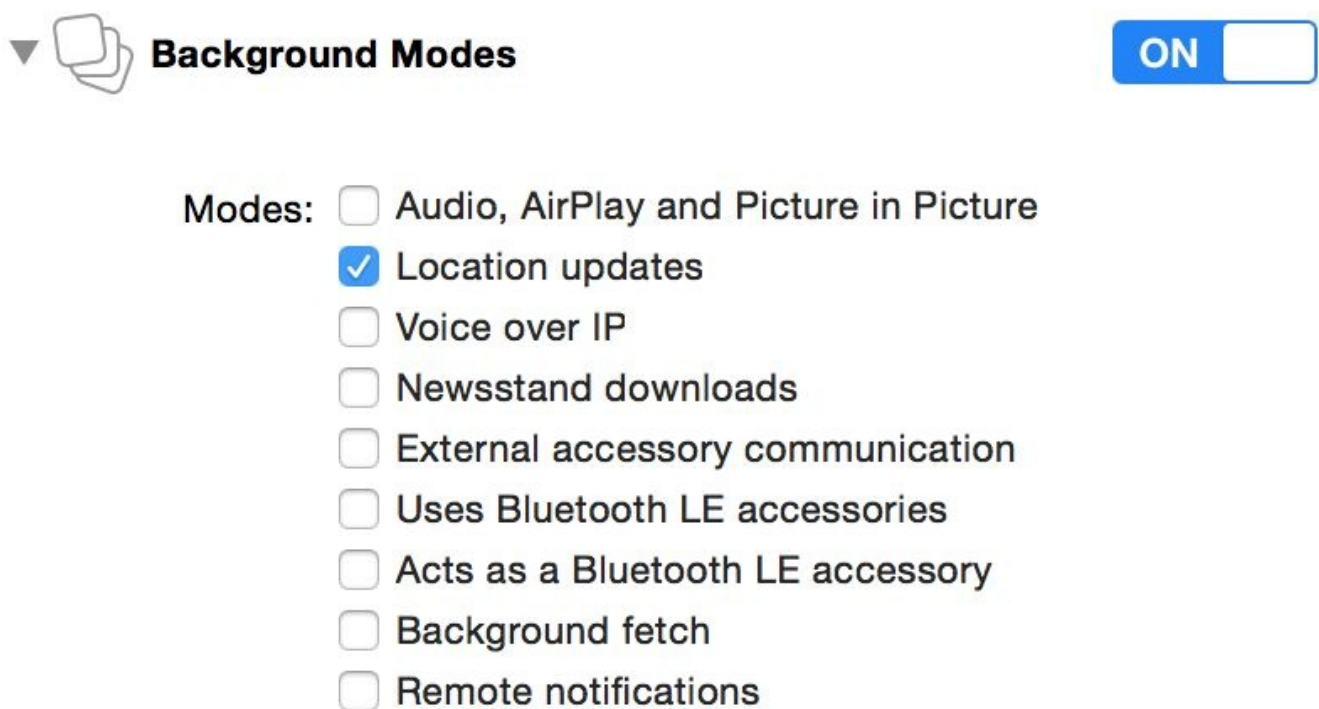 Background Modes ON
Modes: Audio, AirPlay and Picture in Picture
Location updates
Voice over IP
Newsstand downloads
External accessory communication
Uses Bluetooth LE accessories
Acts as a Bluetooth LE accessory
Background fetch
Remote notifications